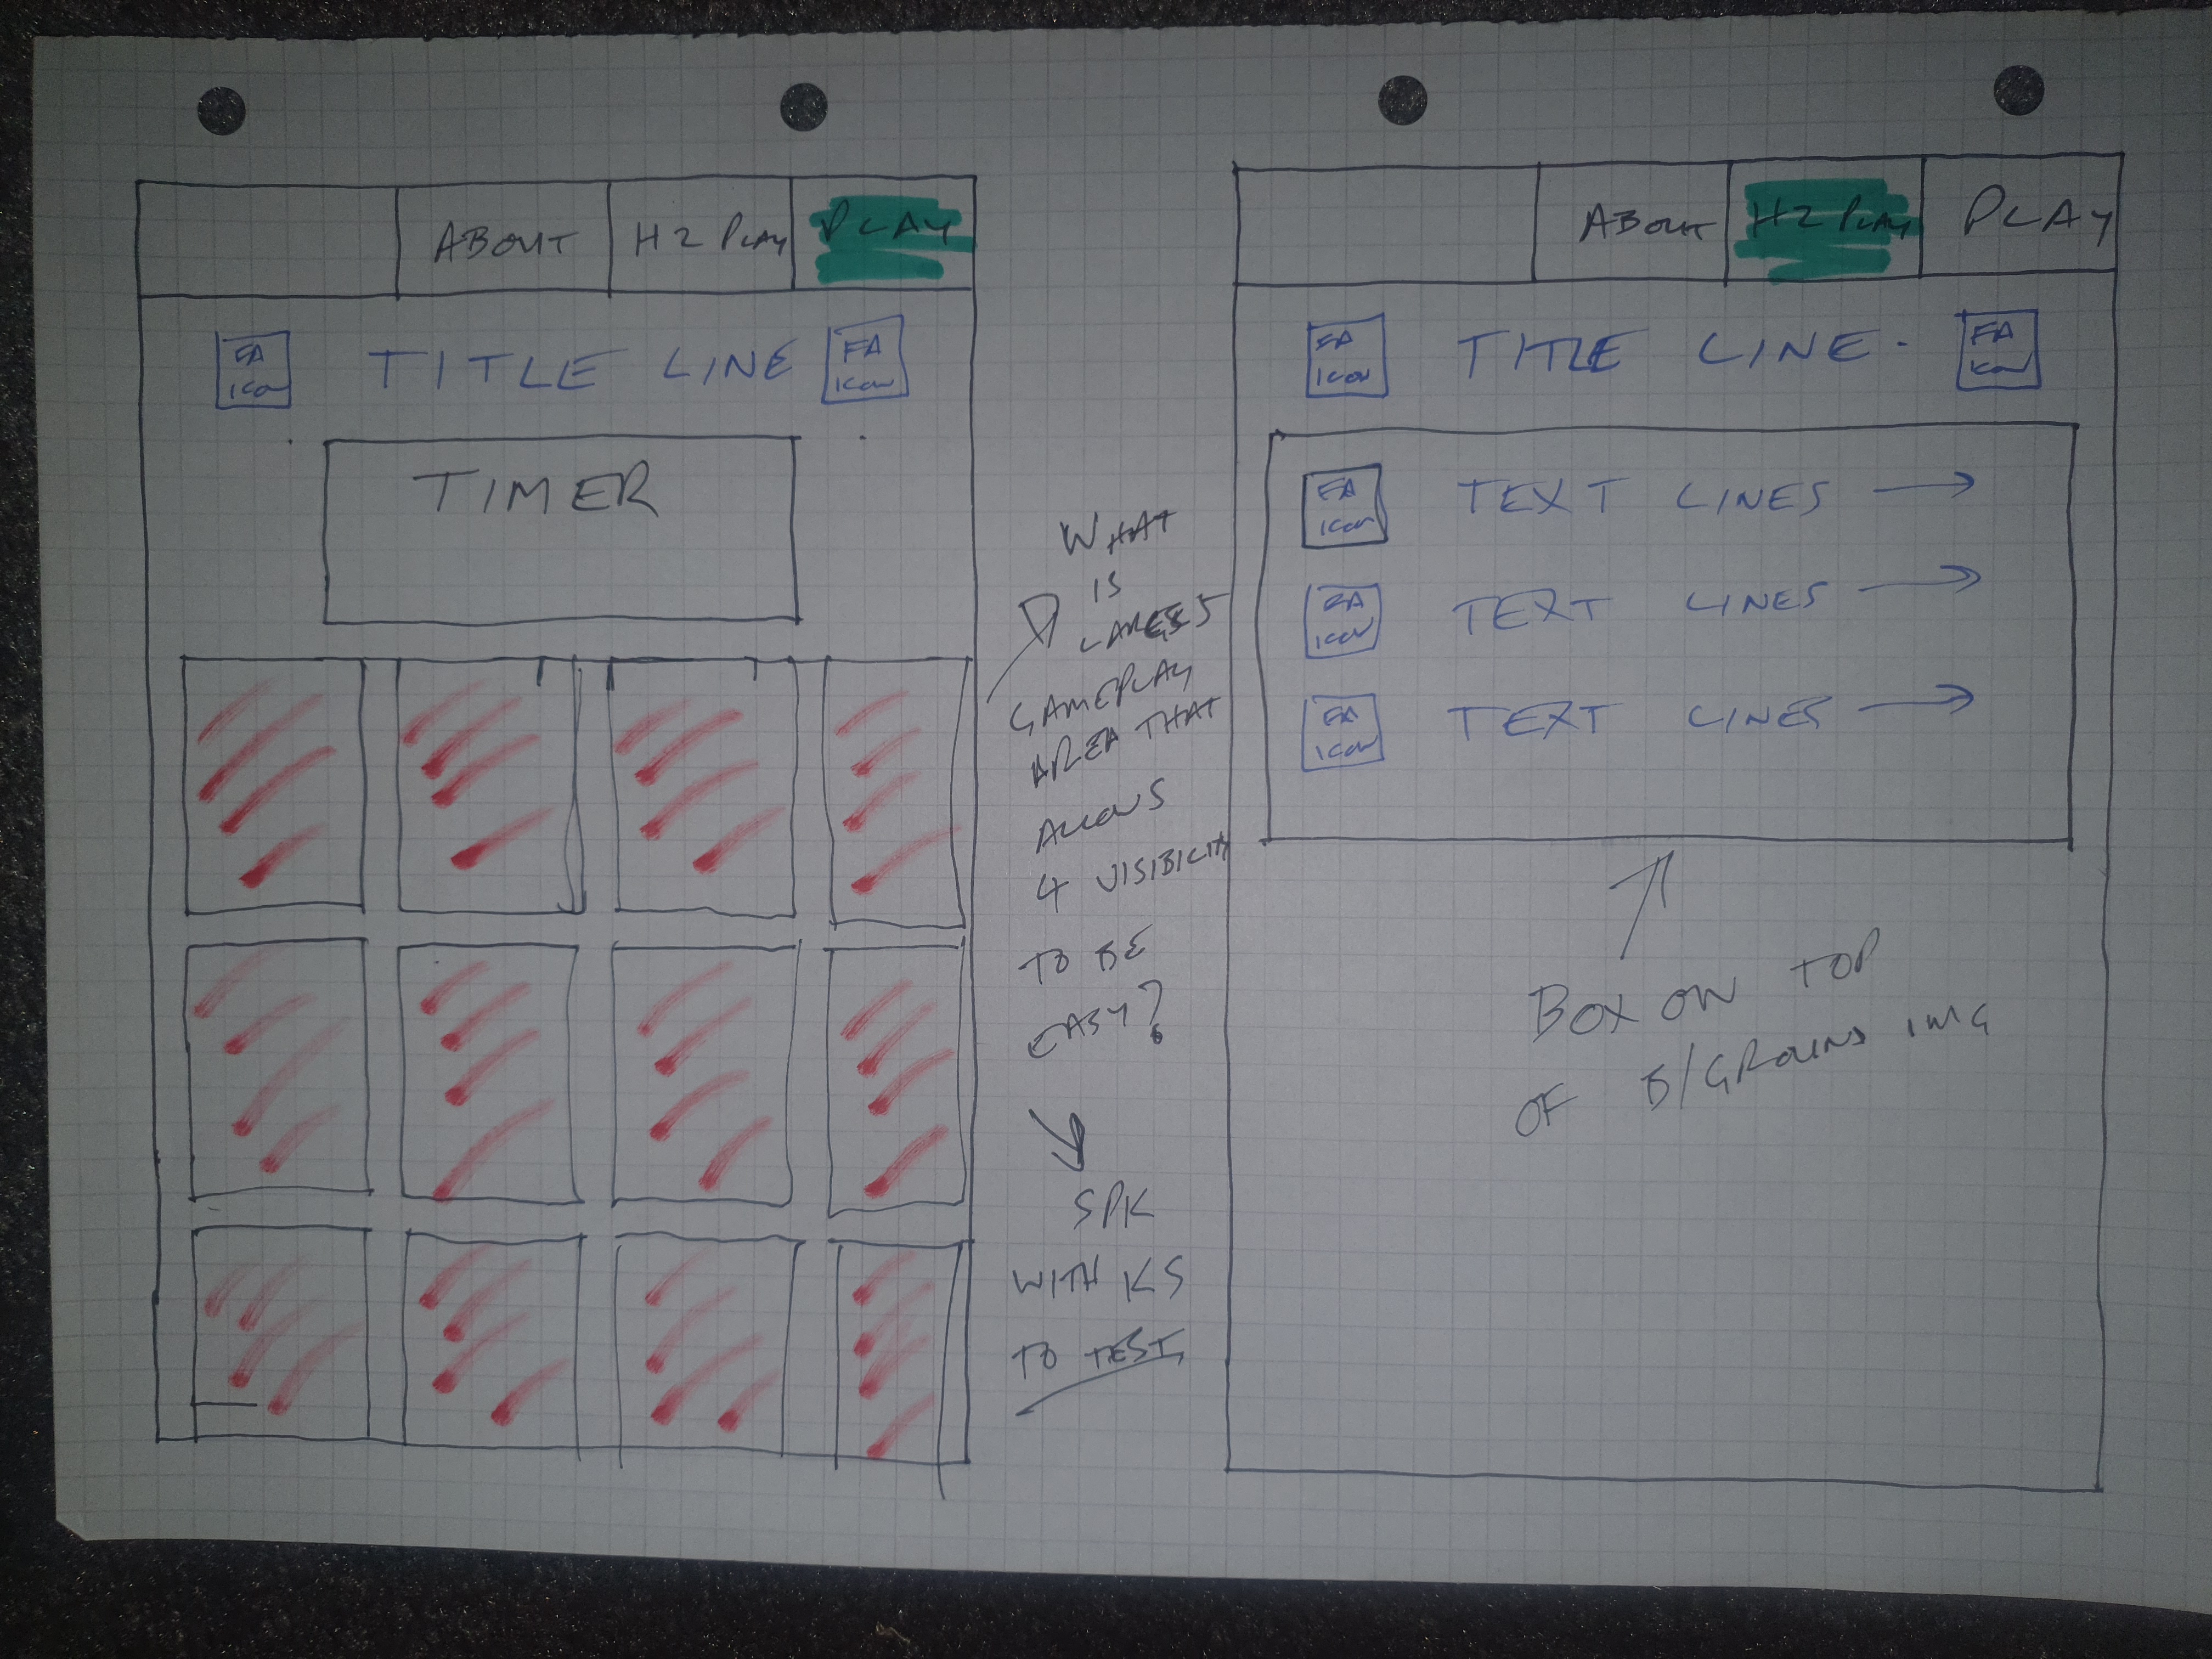 ABOUT
H2 PLAY
PLAY
FA
ICON
TITLE LINE
FA
ICON
TIMER
WHAT
IS
LARGEST
GAMEPLAY
AREA THAT
ALLOWS
4 VISIBILITY
TO BE
EASY?
SPK
WITH KS
TO TEST
ABOUT
H2 PLAY
PLAY
FA
ICON
TITLE LINE
FA
ICON
FA
ICON
TEXT LINES
FA
ICON
TEXT LINES
FA
ICON
TEXT LINES
BOX ON TOP
OF B/GROUND IMG